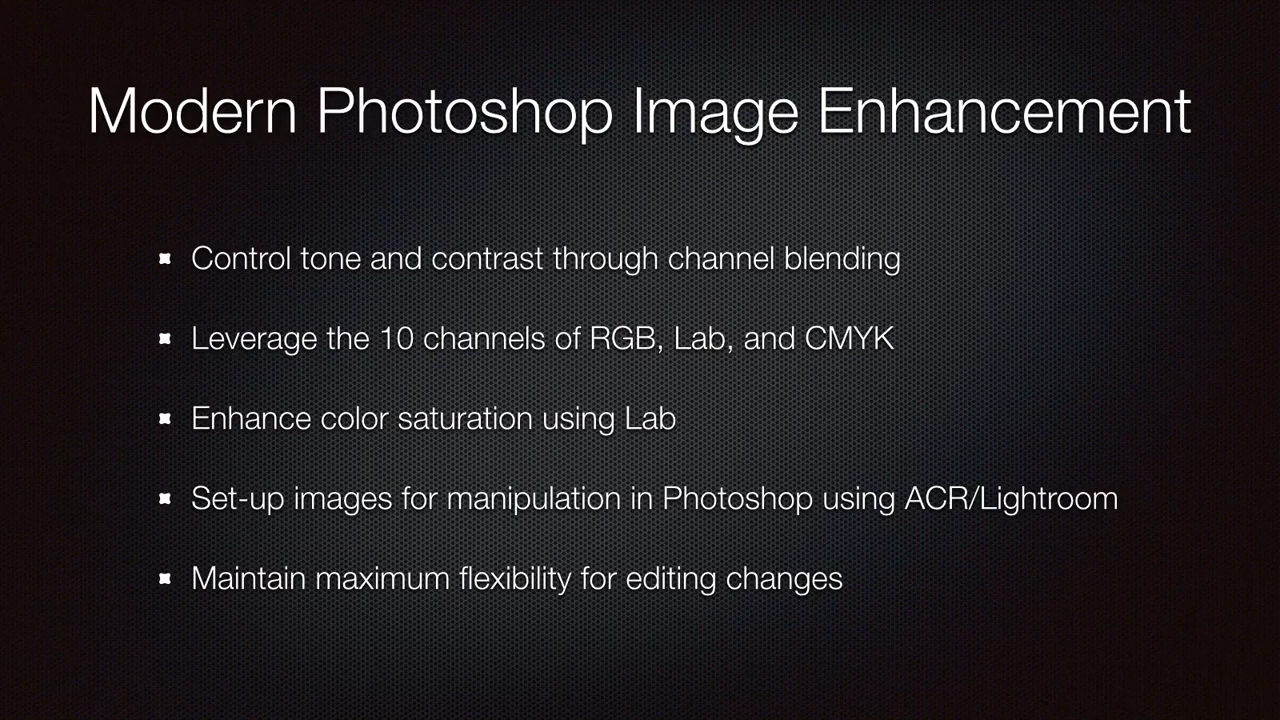 Modern Photoshop Image Enhancement
Control tone and contrast through channel blending
Leverage the 10 channels of RGB, Lab, and CMYK
Enhance color saturation using Lab
Set-up images for manipulation in Photoshop using ACR/Lightroom
Maintain maximum flexibility for editing changes